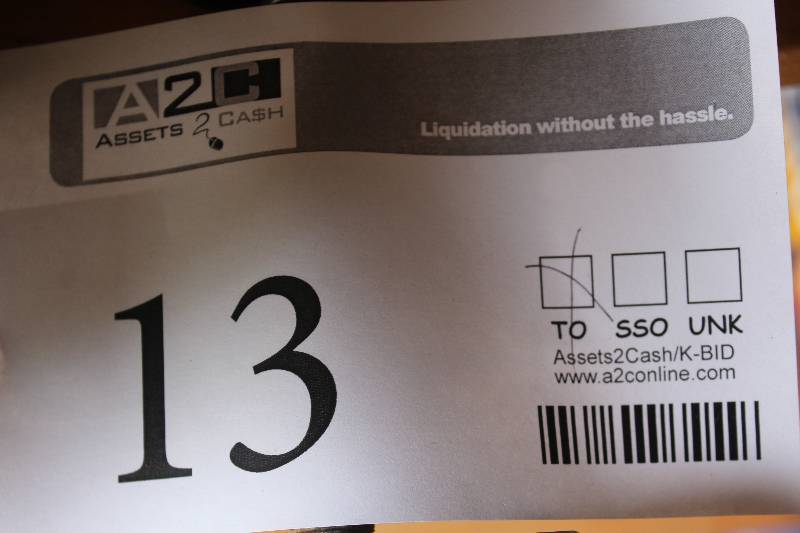 A2C
ASSETS 2 CA$H
Liquidation without the hassle.
13
TO SSO UNK
Assets2Cash/K-BID
www.a2conline.com